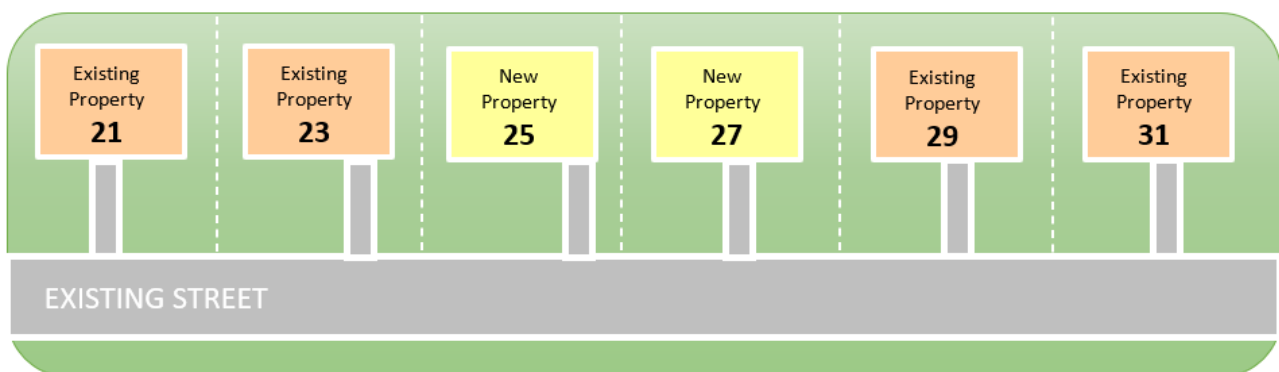 Existing
Property
21
Existing
Property
23
New
Property
25
New
Property
27
Existing
Property
29
Existing
Property
31
EXISTING STREET